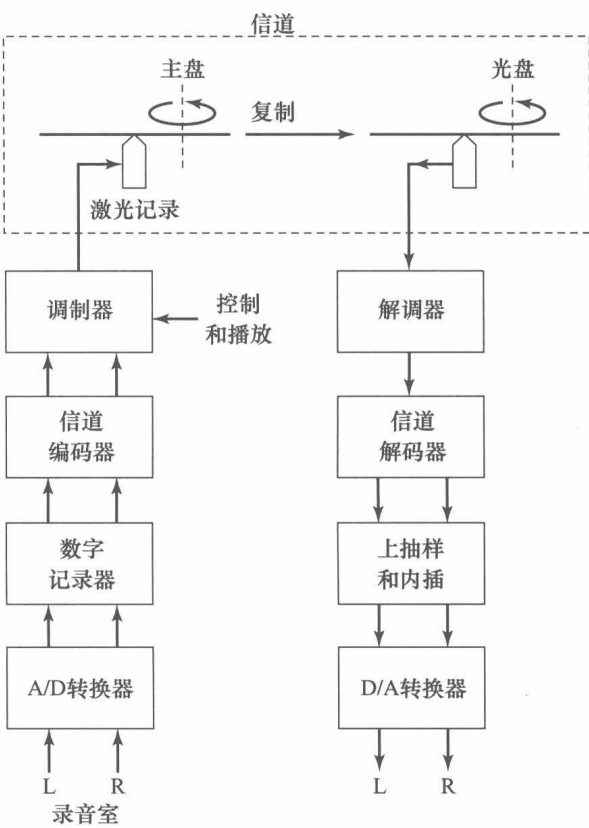 信道
主盘
光盘
复制
激光记录
调制器
控制
和播放
解调器
信道
编码器
信道
解码器
数字
记录器
上抽样
和内插
A/D转换器
D/A转换器
L
R
L
R
录音室